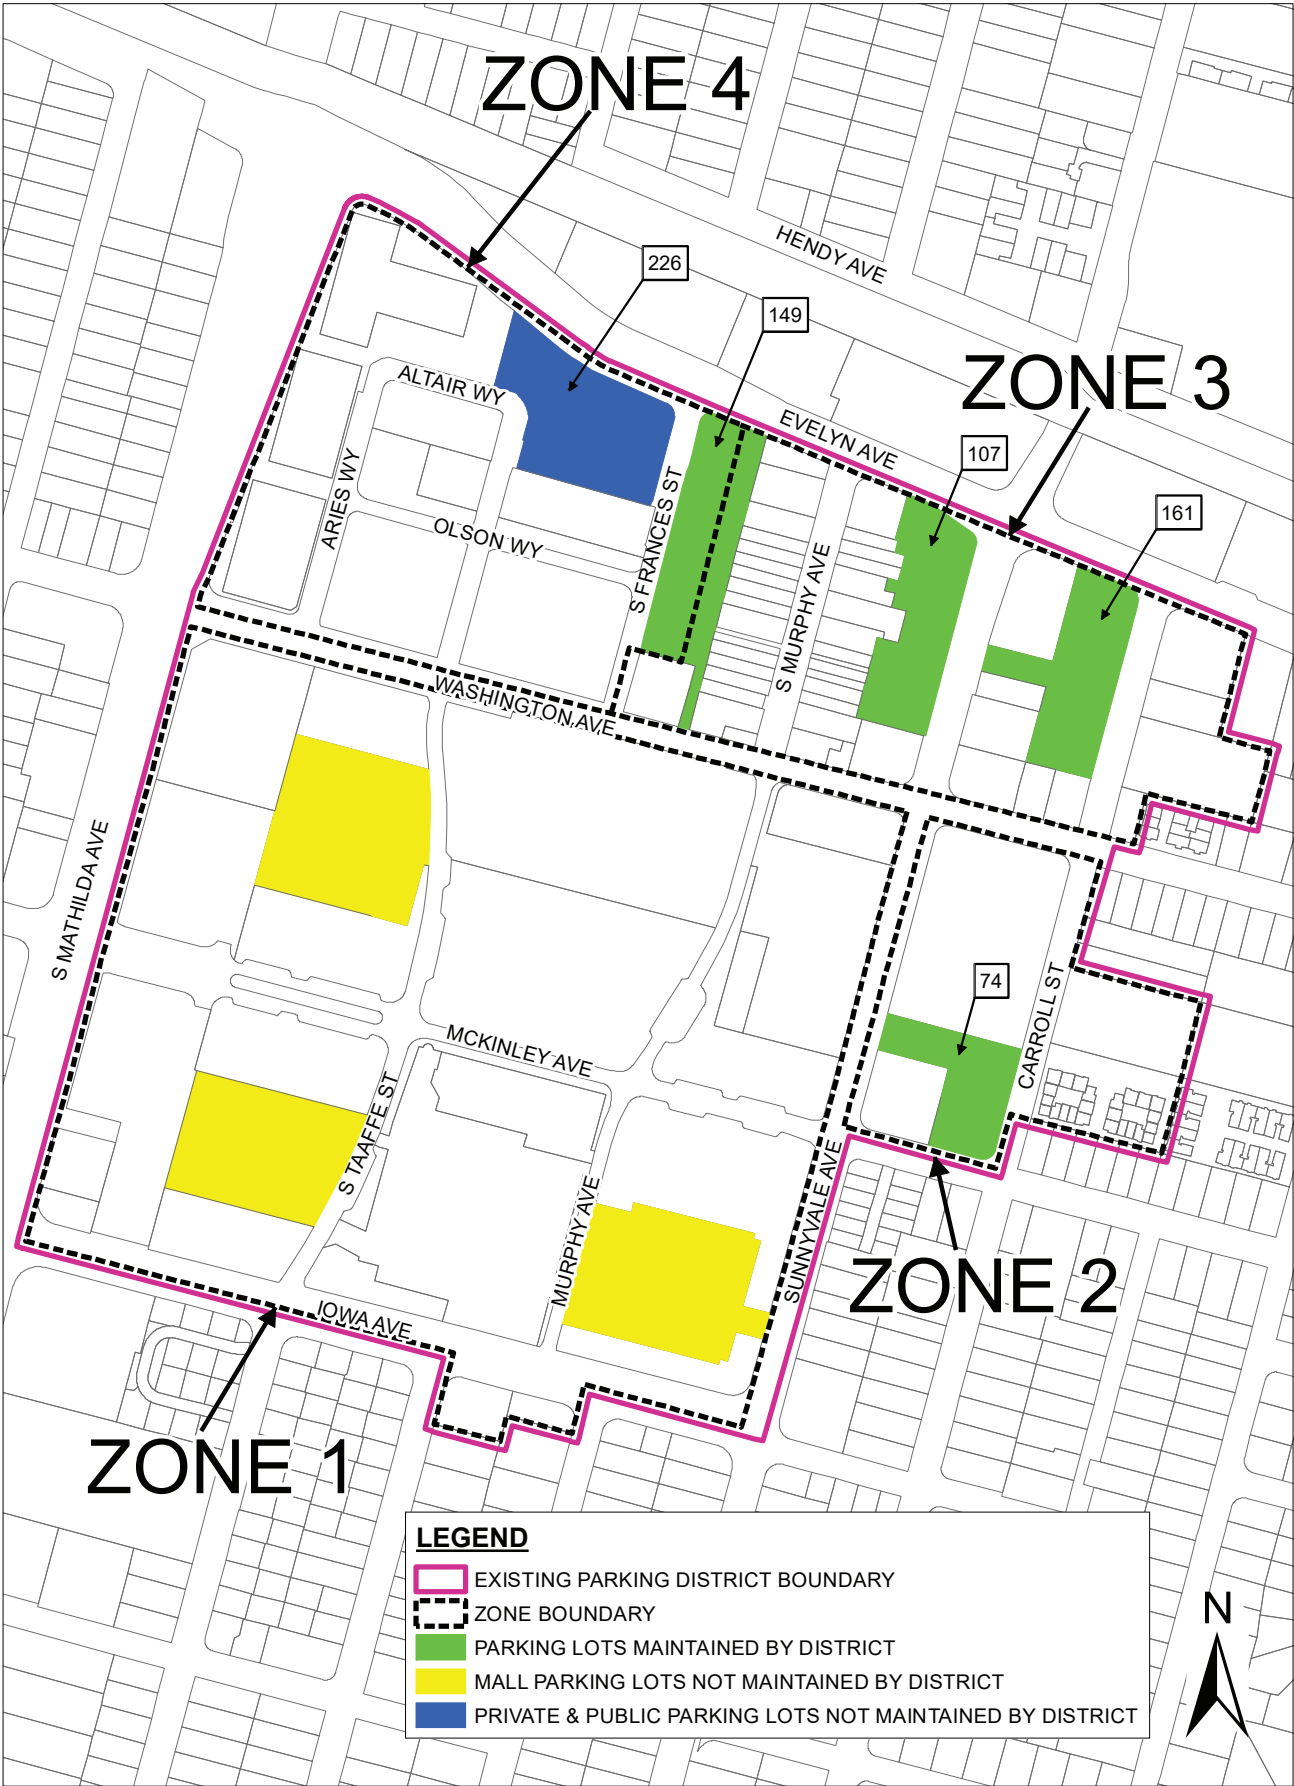 ZONE 4
HENDY AVE
226
149
ZONE 3
ALTAIR WY
EVELYN AVE
107
161
ARIES WY
OLSON WY
S FRANCES ST
S MURPHY AVE
WASHINGTON AVE
S MATHILDA AVE
74
CARROLL ST
MCKINLEY AVE
S TAAFFE ST
MURPHY AVE
SUNNYVALE AVE
ZONE 2
IOWA AVE
ZONE 1
LEGEND
EXISTING PARKING DISTRICT BOUNDARY
ZONE BOUNDARY
PARKING LOTS MAINTAINED BY DISTRICT
MALL PARKING LOTS NOT MAINTAINED BY DISTRICT
PRIVATE & PUBLIC PARKING LOTS NOT MAINTAINED BY DISTRICT
N